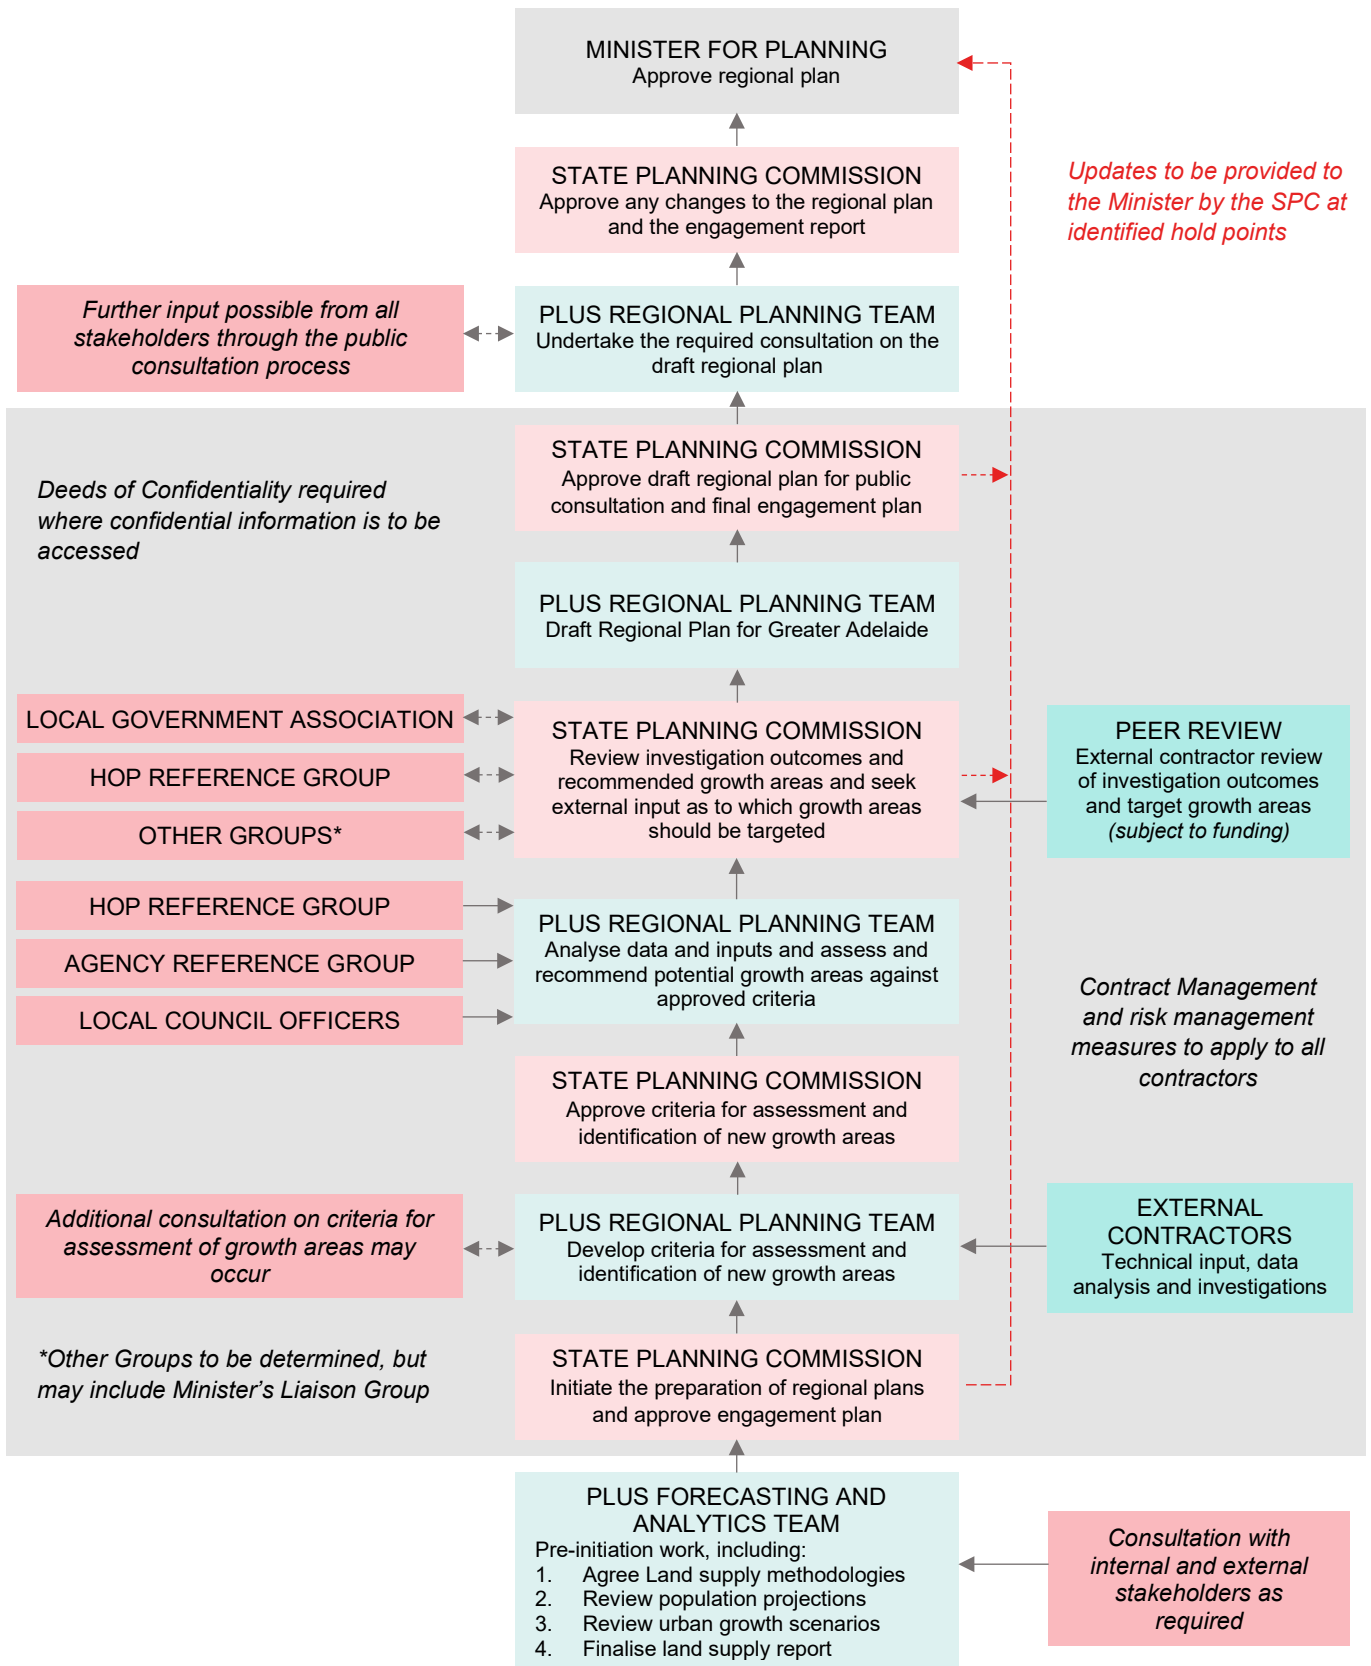 MINISTER FOR PLANNING
Approve regional plan
STATE PLANNING COMMISSION
Approve any changes to the regional plan
and the engagement report
Updates to be provided to
the Minister by the SPC at
identified hold points
Further input possible from all
stakeholders through the public
consultation process
PLUS REGIONAL PLANNING TEAM
Undertake the required consultation on the
draft regional plan
Deeds of Confidentiality required
where confidential information is to be
accessed
STATE PLANNING COMMISSION
Approve draft regional plan for public
consultation and final engagement plan
PLUS REGIONAL PLANNING TEAM
Draft Regional Plan for Greater Adelaide
LOCAL GOVERNMENT ASSOCIATION
HOP REFERENCE GROUP
OTHER GROUPS*
STATE PLANNING COMMISSION
Review investigation outcomes and
recommended growth areas and seek
external input as to which growth areas
should be targeted
PEER REVIEW
External contractor review
of investigation outcomes
and target growth areas
(subject to funding)
HOP REFERENCE GROUP
AGENCY REFERENCE GROUP
LOCAL COUNCIL OFFICERS
PLUS REGIONAL PLANNING TEAM
Analyse data and inputs and assess and
recommend potential growth areas against
approved criteria
Contract Management
and risk management
measures to apply to all
contractors
STATE PLANNING COMMISSION
Approve criteria for assessment and
identification of new growth areas
Additional consultation on criteria for
assessment of growth areas may
occur
PLUS REGIONAL PLANNING TEAM
Develop criteria for assessment and
identification of new growth areas
EXTERNAL
CONTRACTORS
Technical input, data
analysis and investigations
*Other Groups to be determined, but
may include Minister's Liaison Group
STATE PLANNING COMMISSION
Initiate the preparation of regional plans
and approve engagement plan
PLUS FORECASTING AND
ANALYTICS TEAM
Pre-initiation work, including:
1. Agree Land supply methodologies
2. Review population projections
3. Review urban growth scenarios
4. Finalise land supply report
Consultation with
internal and external
stakeholders as
required